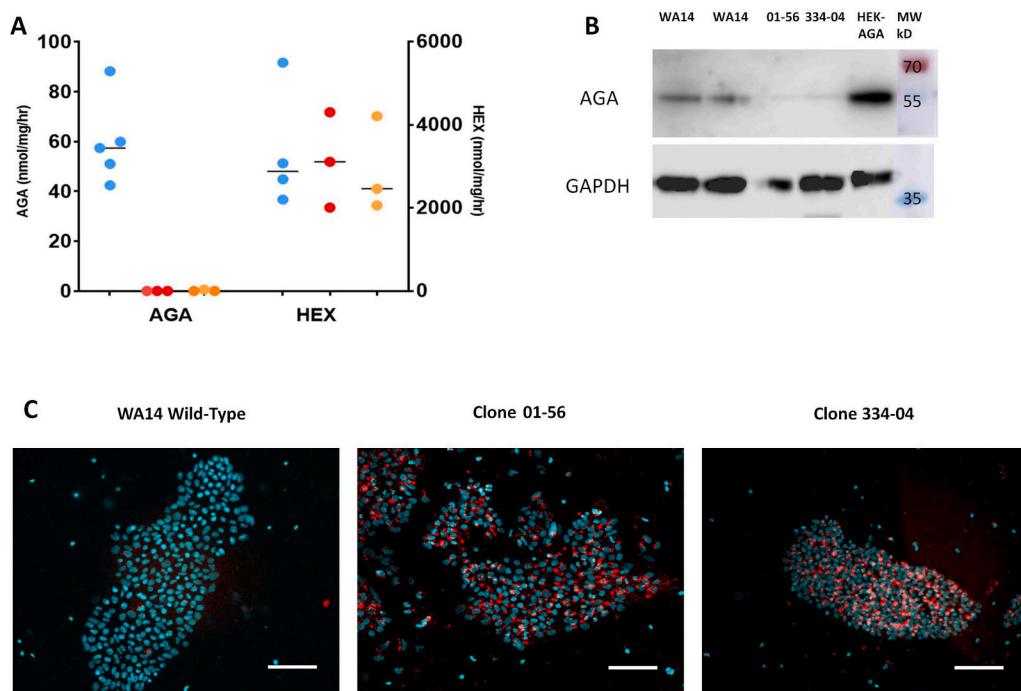 A
100
80
60
40
20
0
AGA (nmol/mg/hr)
6000
4000
2000
0
HEX (nmol/mg/hr)
AGA HEX
B
WA14 WA14 01-56 334-04 HEK-AGA MW kD
AGA
70
55
GAPDH
35
C
WA14 Wild-Type
Clone 01-56
Clone 334-04